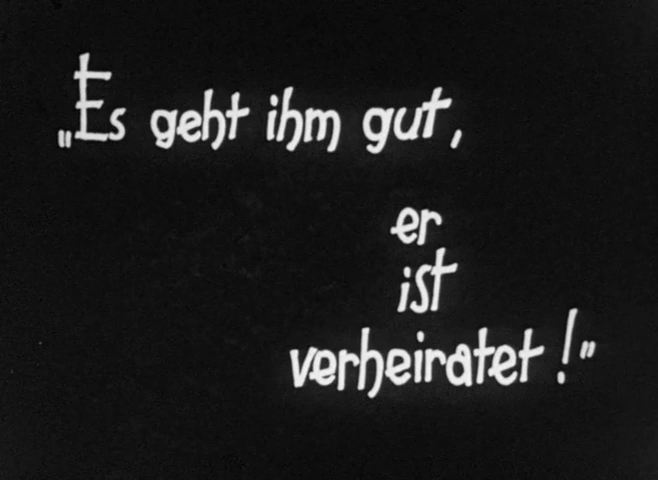 „Es geht ihm gut,
er
ist
verheiratet!“